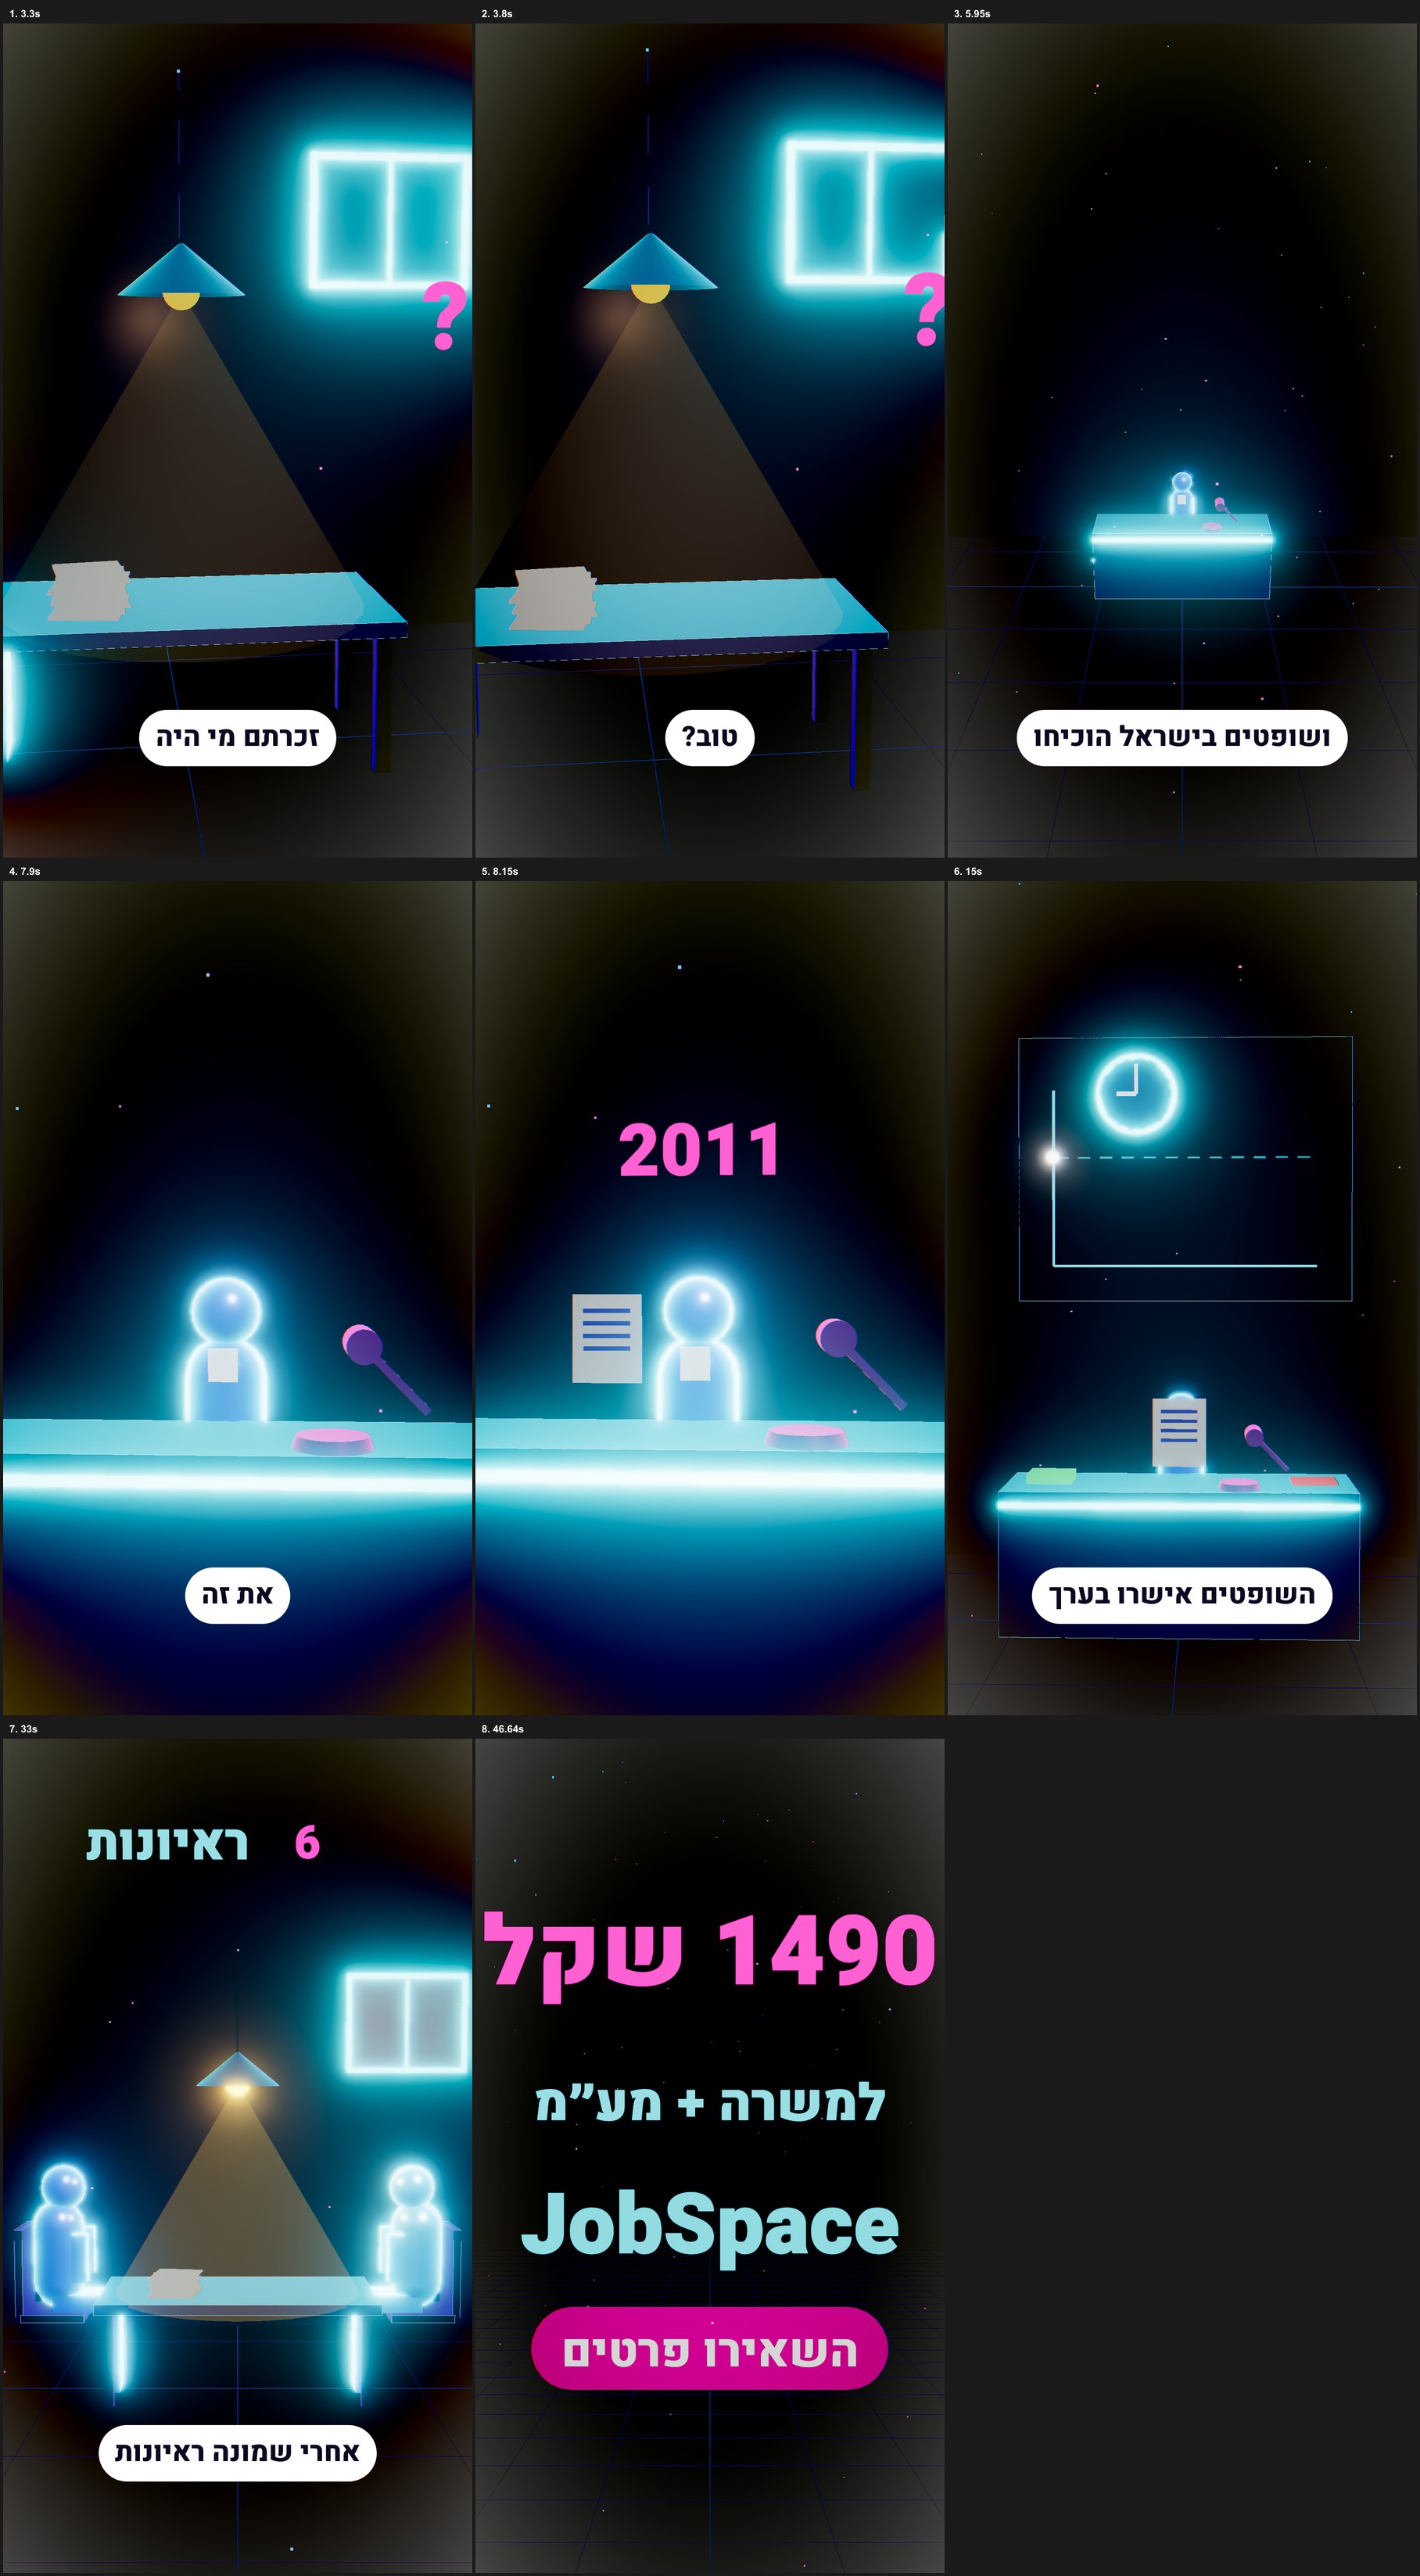 1. 3.3s
?
זכרתם מי היה
2. 3.8s
?
טוב?
3. 5.95s
ושופטים בישראל הוכיחו
4. 7.9s
את זה
5. 8.15s
2011
6. 15s
השופטים אישרו בערך
7. 33s
6 ראיונות
אחרי שמונה ראיונות
8. 46.64s
1490 שקל
למשרה + מע״מ
JobSpace
השאירו פרטים